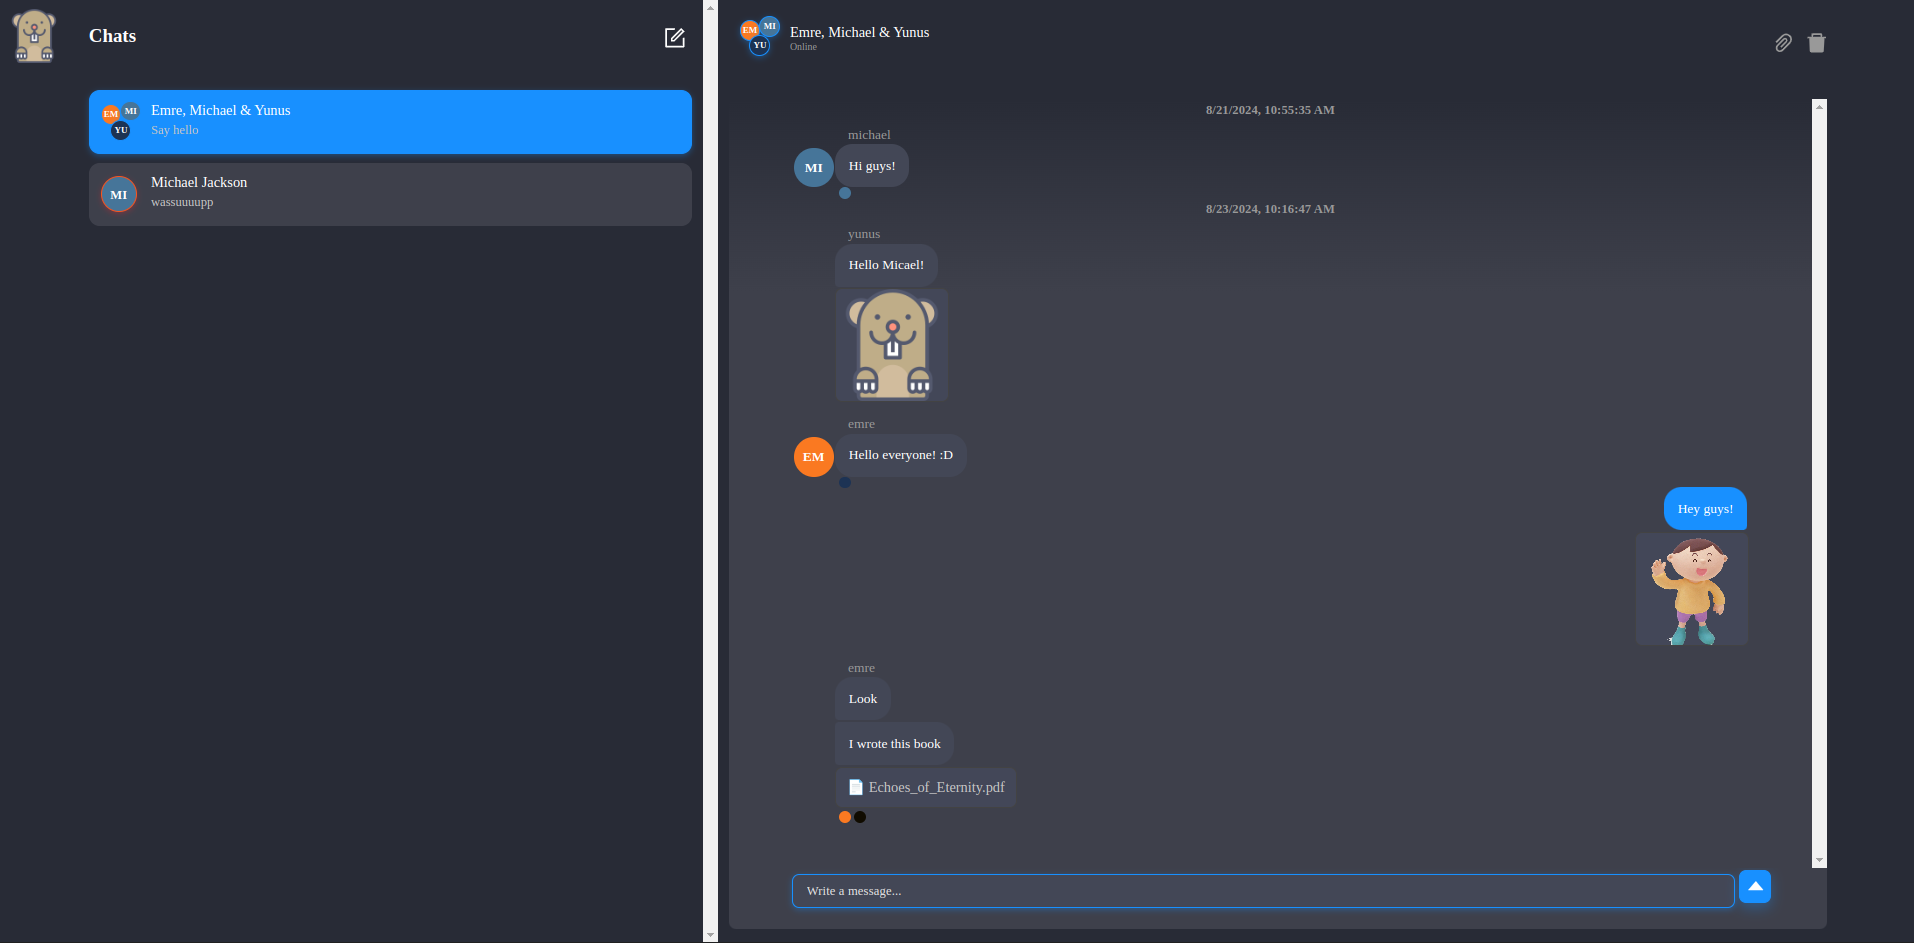 Chats
EM MI YU
Emre, Michael & Yunus
Say hello
MI
Michael Jackson
wassuuuupp
EM MI YU
Emre, Michael & Yunus
Online
8/21/2024, 10:55:35 AM
michael
MI
Hi guys!
8/23/2024, 10:16:47 AM
yunus
Hello Micael!
emre
EM
Hello everyone! :D
Hey guys!
emre
Look
I wrote this book
Echoes_of_Eternity.pdf
Write a message...